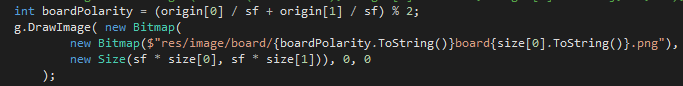 int boardPolarity = (origin[0] / sf + origin[1] / sf) % 2;
g.DrawImage( new Bitmap(
new Bitmap($"res/image/board/{boardPolarity.ToString()}board{size[0].ToString()}.png"),
new Size(sf * size[0], sf * size[1])), 0, 0
);